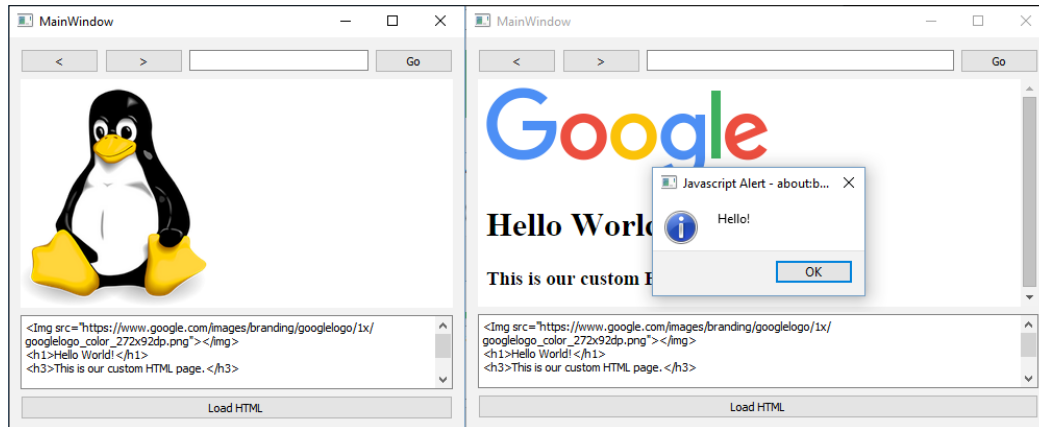 MainWindow
< > Go
<Img src="https://www.google.com/images/branding/googlelogo/1x/
googlelogo_color_272x92dp.png"></img>
<h1>Hello World!</h1>
<h3>This is our custom HTML page.</h3>
Load HTML
MainWindow
< > Go
Google
Hello Worl
This is our custom
Javascript Alert - about:b...
Hello!
OK
<Img src="https://www.google.com/images/branding/googlelogo/1x/
googlelogo_color_272x92dp.png"></img>
<h1>Hello World!</h1>
<h3>This is our custom HTML page.</h3>
Load HTML